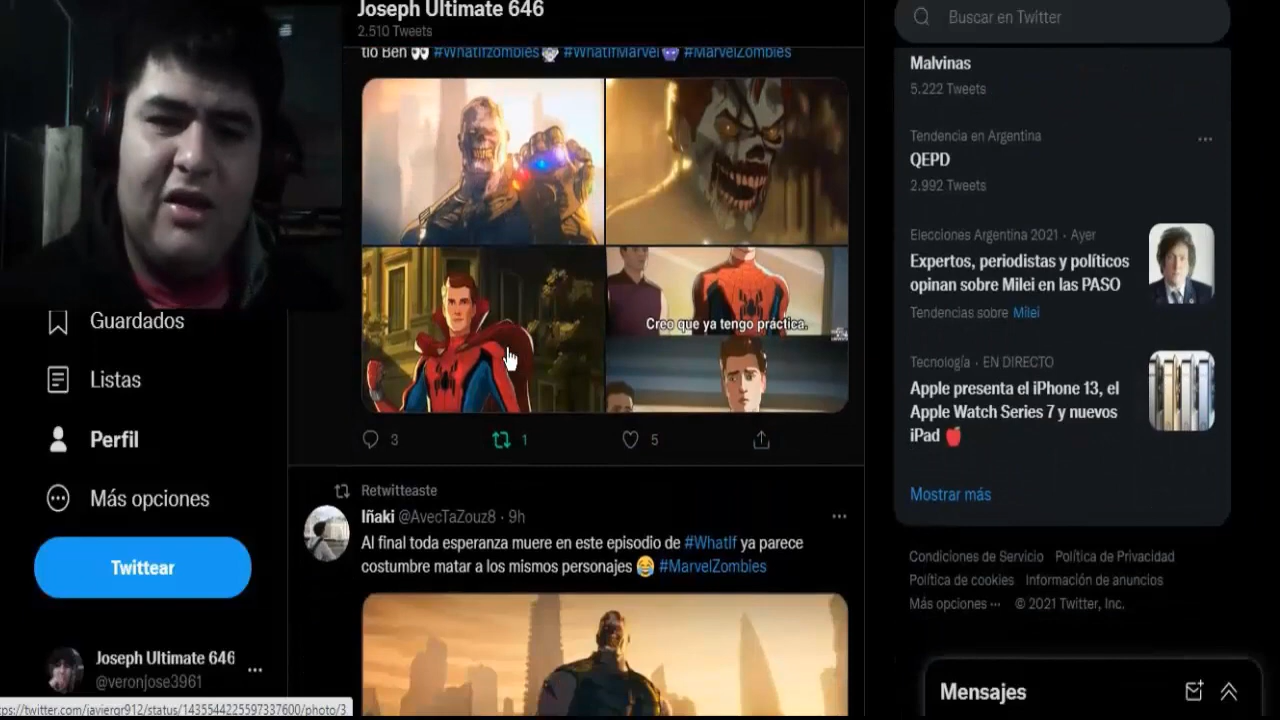 Joseph Ultimate 646
2.510 Tweets
tío Ben 👀 #WhatIfzombies #WhatIfMarvel #MarvelZombies
Creo que ya tengo práctica.
3
1
5
Retwitteaste
Iñaki @AvecTaZouz8 · 9h
Al final toda esperanza muere en este episodio de #WhatIf ya parece
costumbre matar a los mismos personajes 😂 #MarvelZombies
Guardados
Listas
Perfil
Más opciones
Twittear
Joseph Ultimate 646
@veronjose3961
Buscar en Twitter
Malvinas
5.222 Tweets
Tendencia en Argentina
QEPD
2.992 Tweets
Elecciones Argentina 2021 · Ayer
Expertos, periodistas y políticos
opinan sobre Milei en las PASO
Tendencias sobre Milei
Tecnología · EN DIRECTO
Apple presenta el iPhone 13, el
Apple Watch Series 7 y nuevos
iPad 🍎
Mostrar más
Condiciones de Servicio Política de Privacidad
Política de cookies Información de anuncios
Más opciones ··· © 2021 Twitter, Inc.
Mensajes
ps://twitter.com/javierqr912/status/1435544225597337600/photo/3